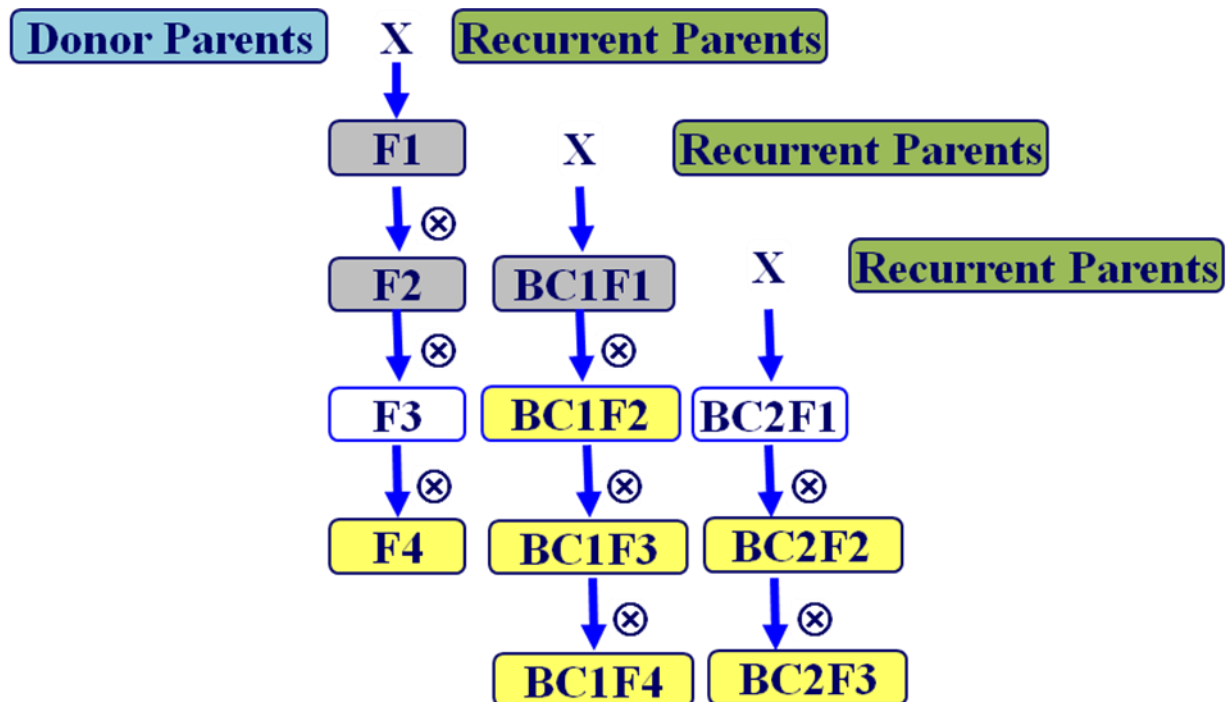 Donor Parents X Recurrent Parents
F1 X Recurrent Parents
⊗
F2 BC1F1 X Recurrent Parents
⊗ ⊗
F3 BC1F2 BC2F1
⊗ ⊗ ⊗
F4 BC1F3 BC2F2
⊗ ⊗
BC1F4 BC2F3